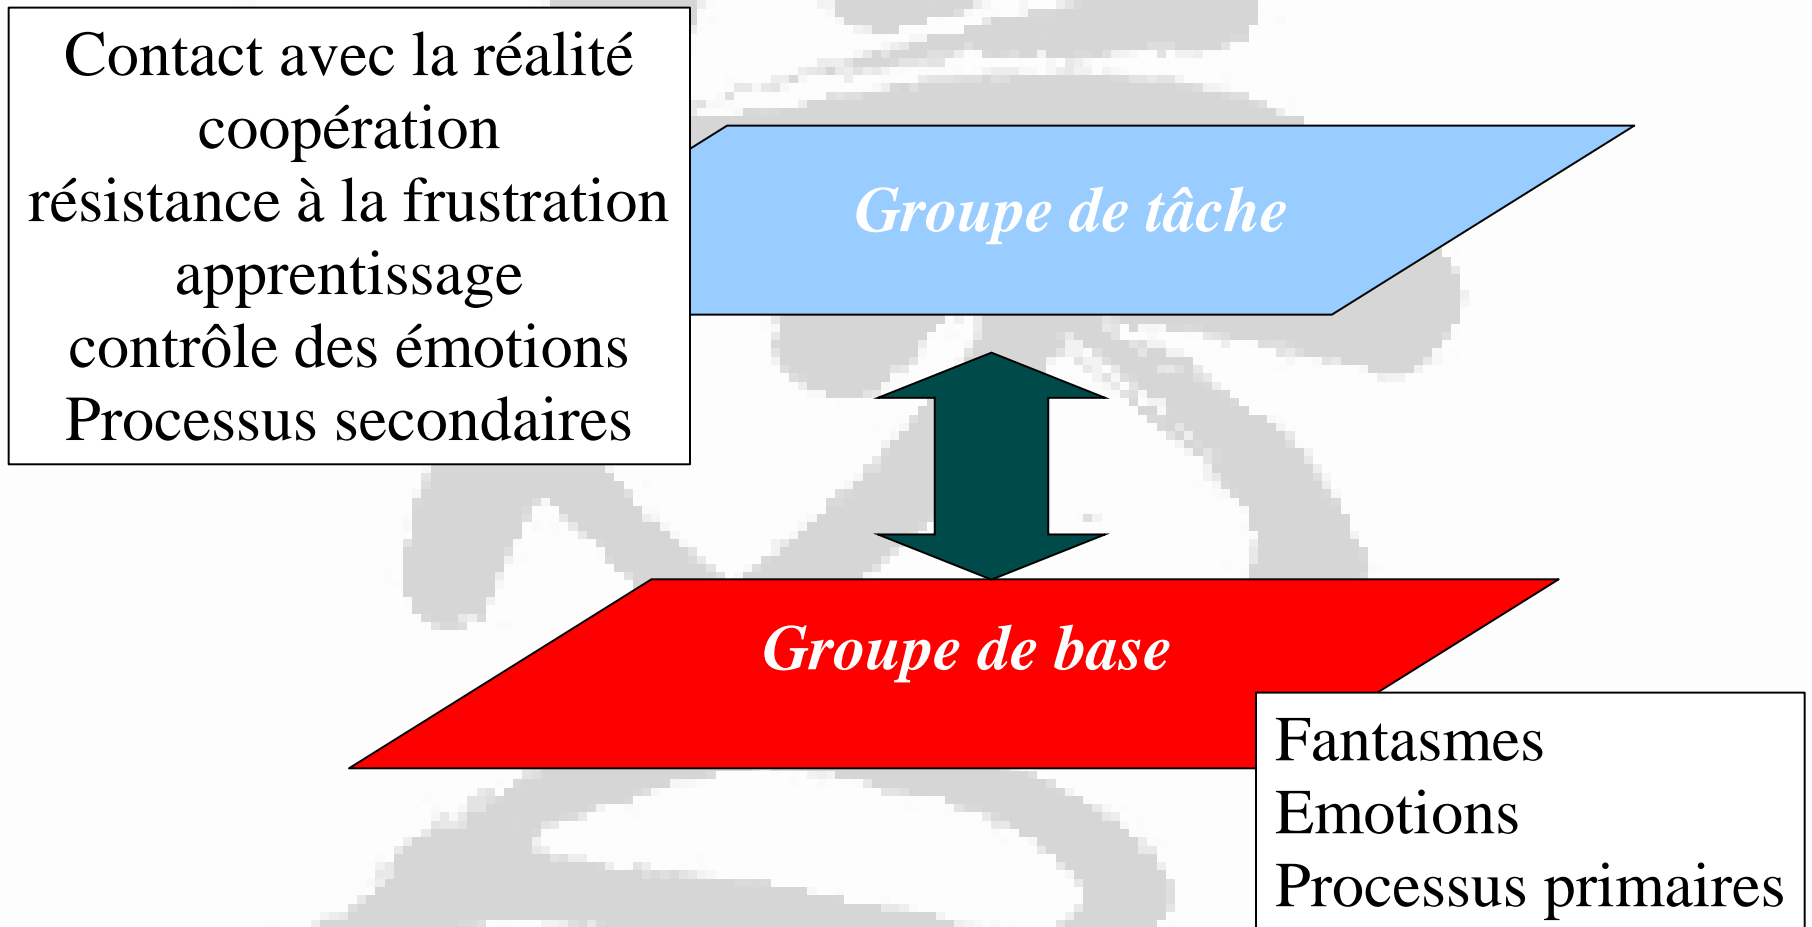 Contact avec la réalité
coopération
résistance à la frustration
apprentissage
contrôle des émotions
Processus secondaires
Groupe de tâche
Groupe de base
Fantasmes
Emotions
Processus primaires